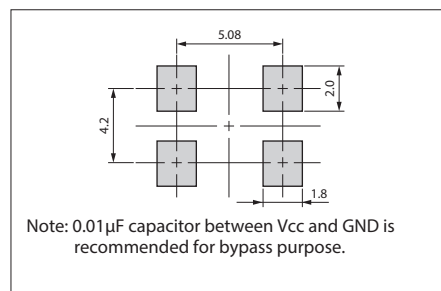 5.08
2.0
4.2
1.8
Note: 0.01µF capacitor between Vcc and GND is
recommended for bypass purpose.